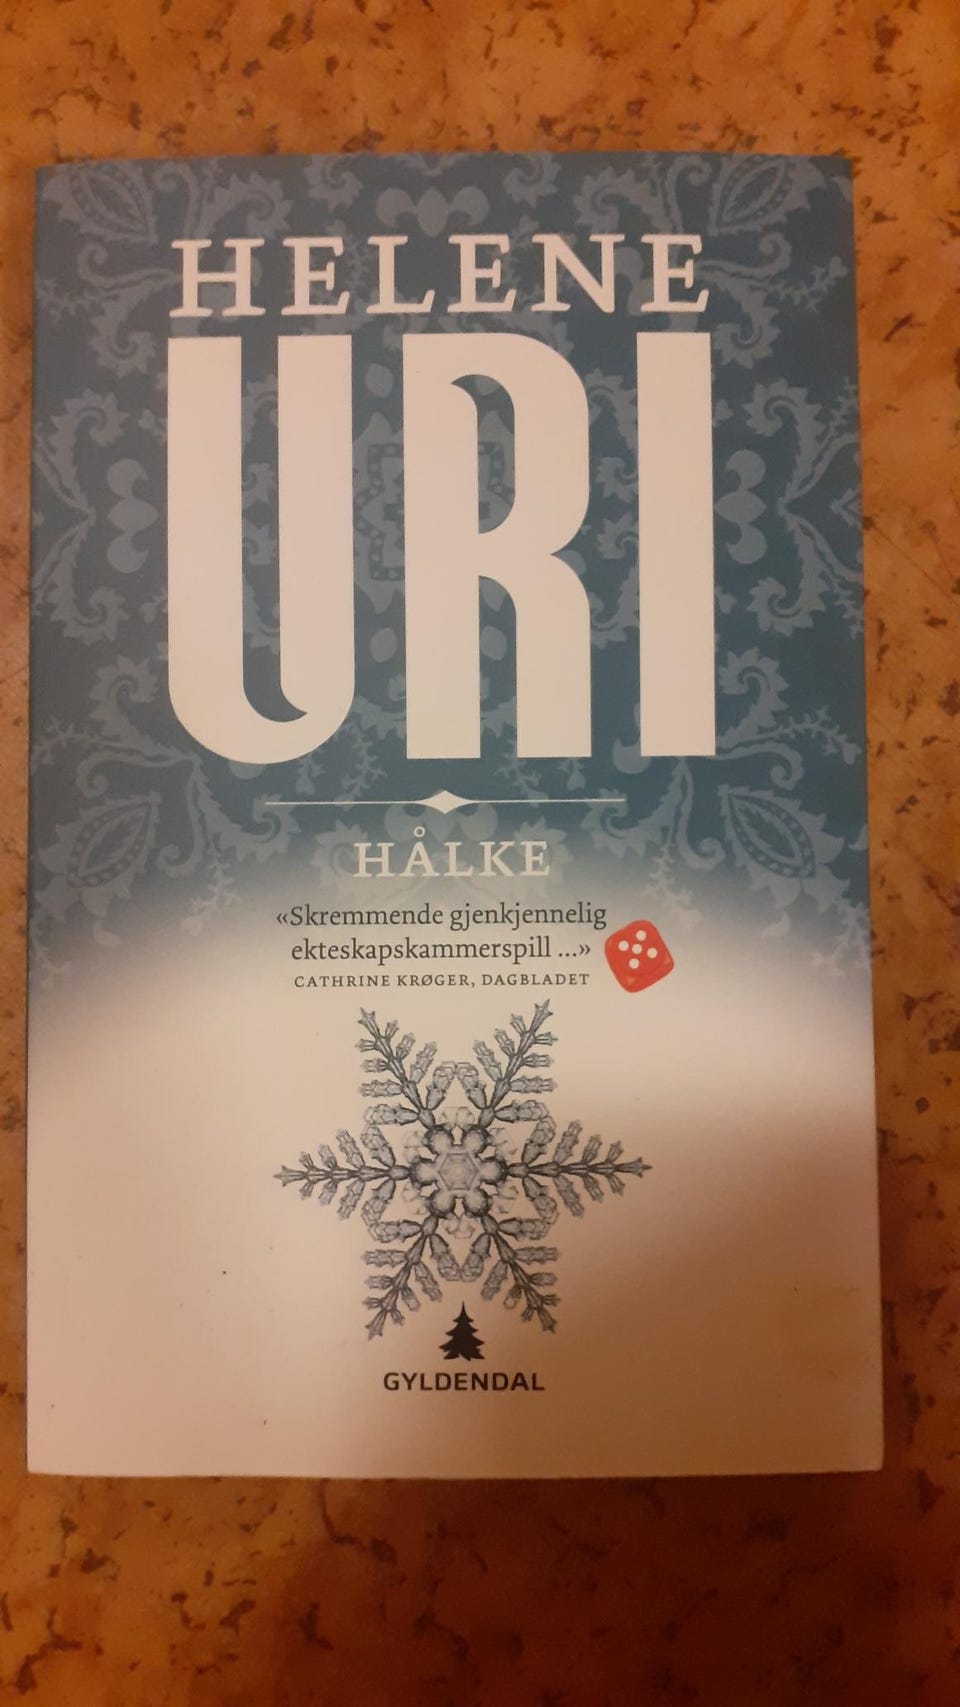 HELENE
URI
HÅLKE
«Skremmende gjenkjennelig
ekteskapskammerspill ...»
CATHRINE KRØGER, DAGBLADET
GYLDENDAL